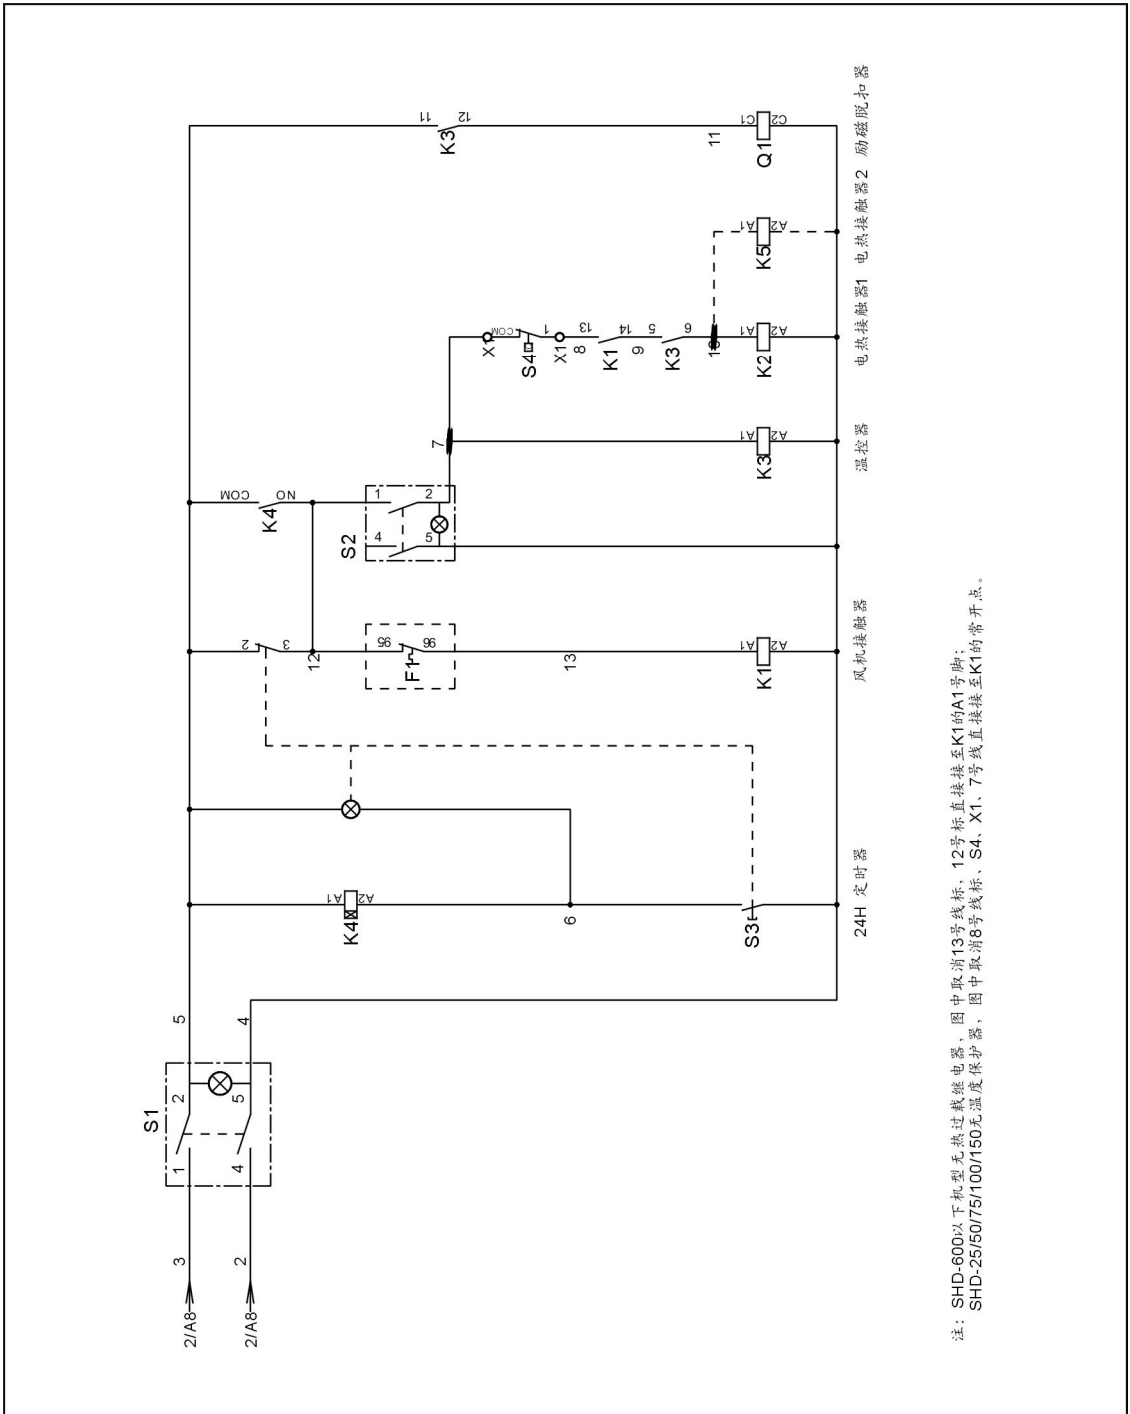 S1
3
1
2
5
2/A8
2
4
5
4
2/A8
2
3
COM
NO
K4
12
A1
A2
K4
S2
1
2
4
5
95
96
F1
11
12
K3
7
X1
COM
1
S4
X1
6
13
8
13
14
K1
9
5
6
K3
11
S3
A1
A2
K1
A1
A2
K3
A1
A2
K2
A1
A2
K5
C1
C2
Q1
24H 定时器
风机接触器
温控器
电热接触器1
电热接触器2
励磁脱扣器
注：SHD-600以下机型无热过载继电器，图中取消13号线标，12号标直接接至K1的A1号脚；
SHD-25/50/75/100/150无温度保护器，图中取消8号线标、S4、X1、7号线直接接至K1的常开点。